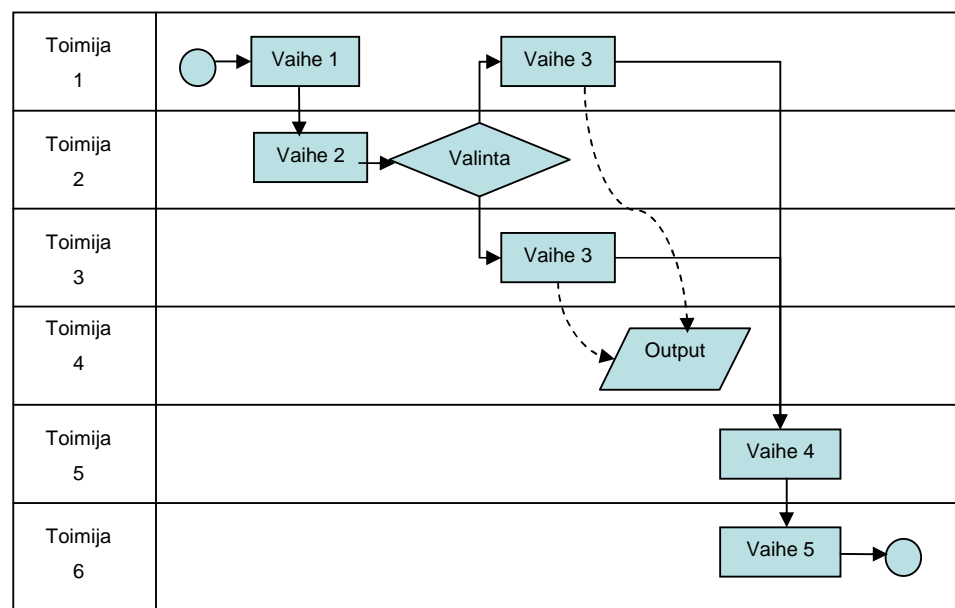 Toimija
1
Vaihe 1
Vaihe 3
Toimija
2
Vaihe 2
Valinta
Toimija
3
Vaihe 3
Toimija
4
Output
Toimija
5
Vaihe 4
Toimija
6
Vaihe 5